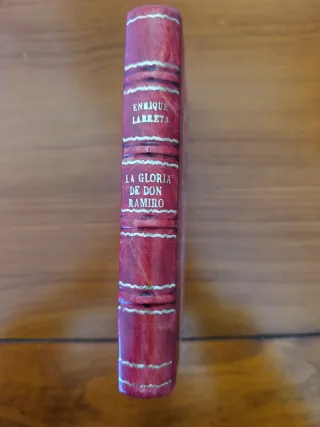 ENRIQUE
LARRETA
LA GLORIA
DE DON
RAMIRO